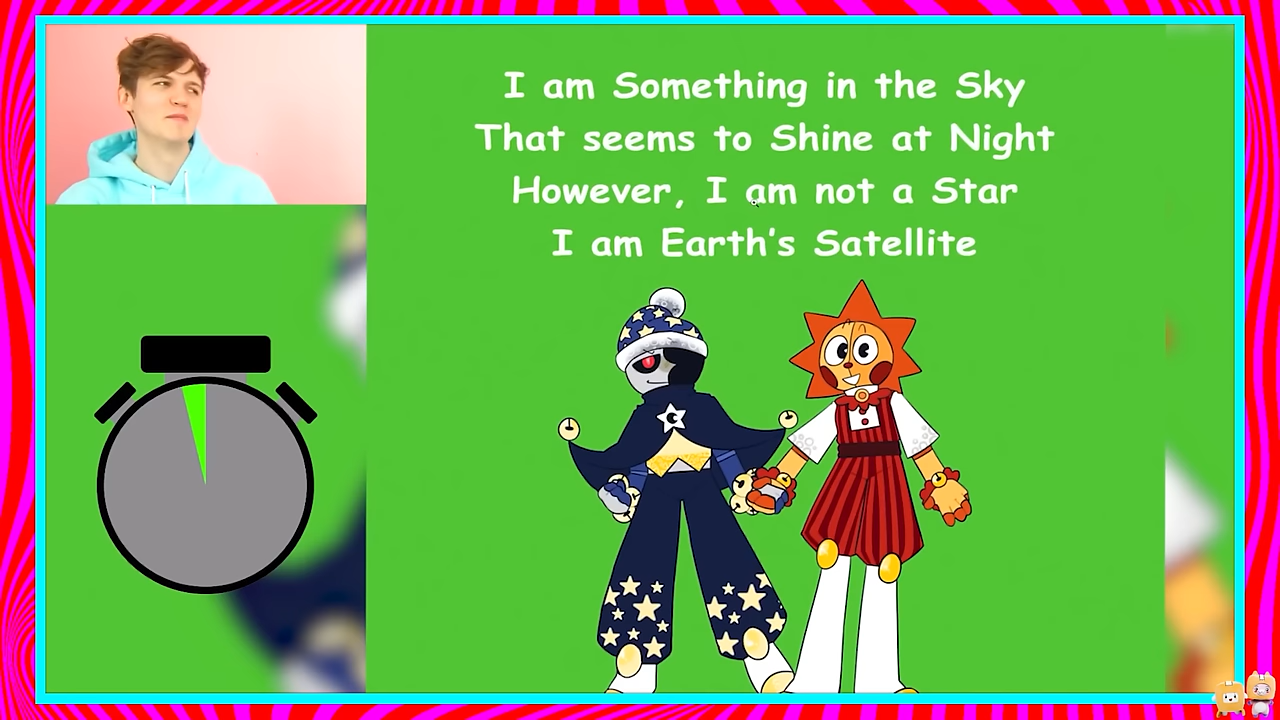 I am Something in the Sky
That seems to Shine at Night
However, I am not a Star
I am Earth's Satellite